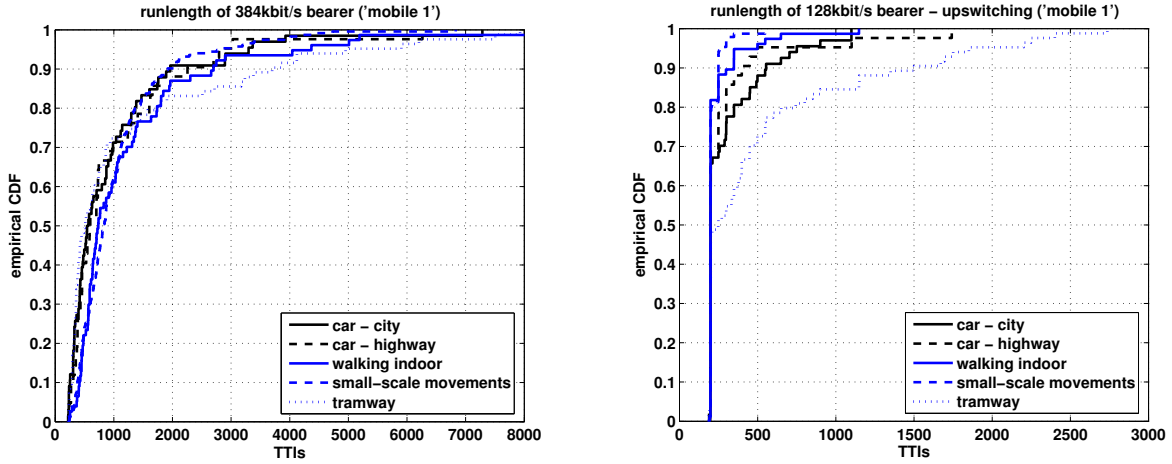 runlength of 384kbit/s bearer ('mobile 1')
1
0.9
0.8
0.7
0.6
0.5
0.4
0.3
0.2
0.1
0
empirical CDF
car − city
car − highway
walking indoor
small−scale movements
tramway
0 1000 2000 3000 4000 5000 6000 7000 8000
TTIs
runlength of 128kbit/s bearer − upswitching ('mobile 1')
1
0.9
0.8
0.7
0.6
0.5
0.4
0.3
0.2
0.1
0
empirical CDF
car − city
car − highway
walking indoor
small−scale movements
tramway
0 500 1000 1500 2000 2500 3000
TTIs